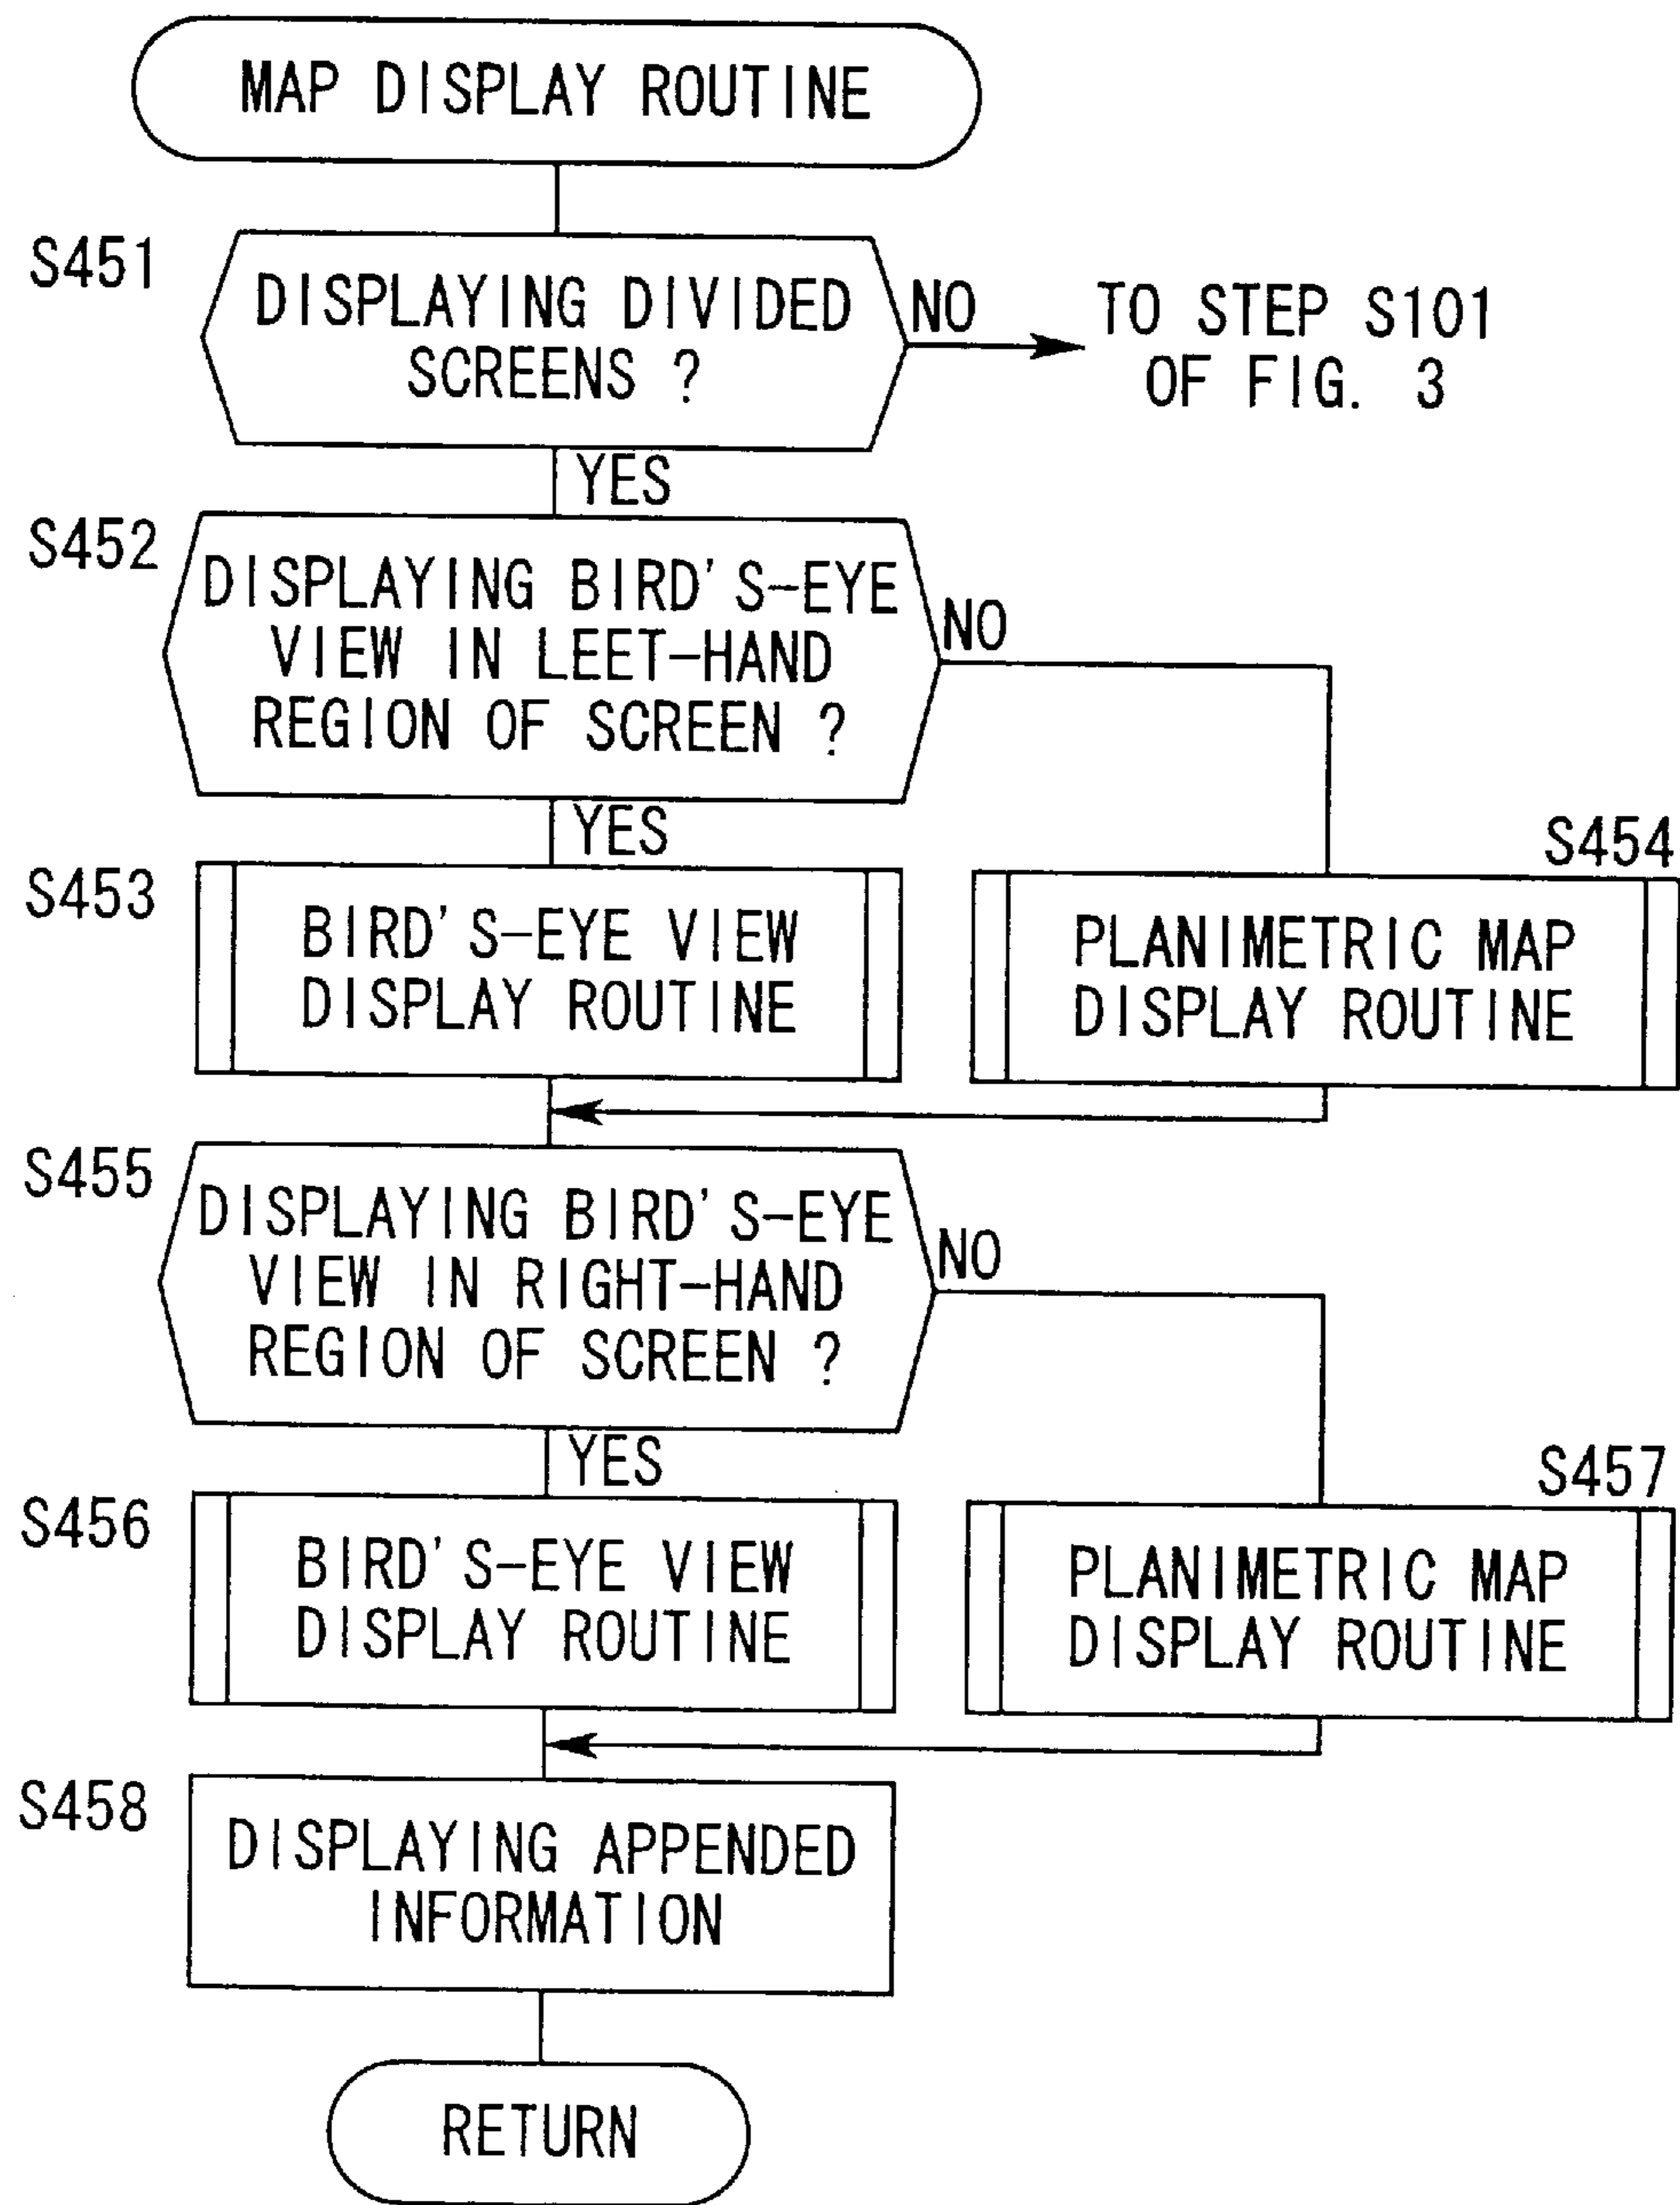 MAP DISPLAY ROUTINE
S451
DISPLAYING DIVIDED
SCREENS ?
NO
TO STEP S101
OF FIG. 3
YES
S452
DISPLAYING BIRD'S-EYE
VIEW IN LEET-HAND
REGION OF SCREEN ?
NO
YES
S453
BIRD'S-EYE VIEW
DISPLAY ROUTINE
S454
PLANIMETRIC MAP
DISPLAY ROUTINE
S455
DISPLAYING BIRD'S-EYE
VIEW IN RIGHT-HAND
REGION OF SCREEN ?
NO
YES
S456
BIRD'S-EYE VIEW
DISPLAY ROUTINE
S457
PLANIMETRIC MAP
DISPLAY ROUTINE
S458
DISPLAYING APPENDED
INFORMATION
RETURN